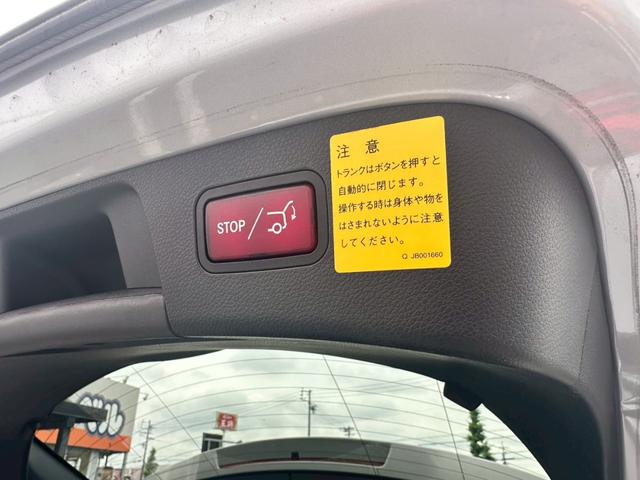 注 意
トランクはボタンを押すと
自動的に閉じます。
操作する時は身体や物を
はさまれないように注意
してください。
Q JB001660
STOP/